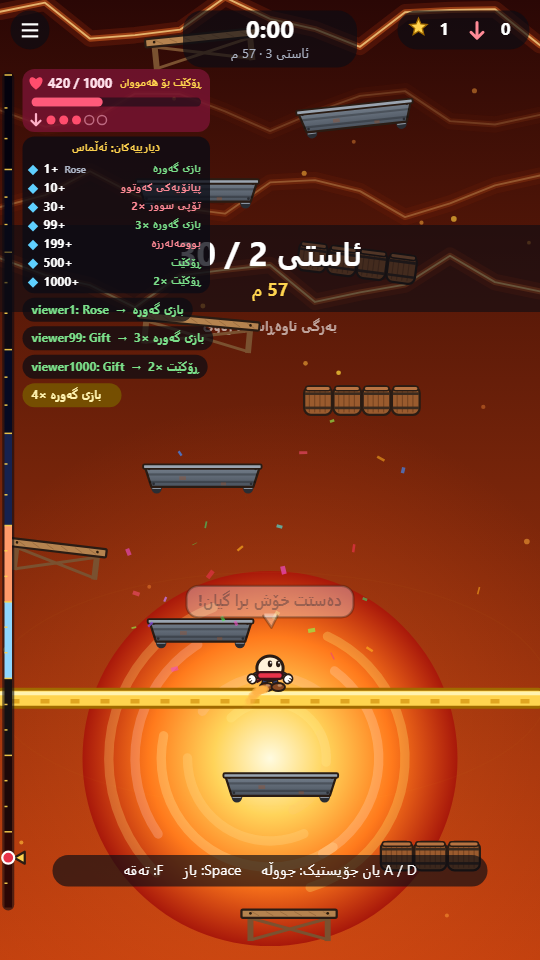 0:00
ئاستی 3 · 57 م
1
0
420 / 1000
ڕۆکێت بۆ هەمووان
دیارییەکان: ئەڵماس
1+ Rose بازی گەورە
10+ پیانۆیەکی کەوتوو
30+ تۆپی سوور ×2
99+ بازی گەورە ×3
199+ بوومەلەرزە
500+ ڕۆکێت
1000+ ڕۆکێت ×2
ئاستی 2 /
57 م
viewer1: Rose → بازی گەورە
viewer99: Gift → بازی گەورە ×3
viewer1000: Gift → ڕۆکێت ×2
بازی گەورە ×4
دەستت خۆش برا گیان!
A / D یان جۆیستیک: جووڵە Space: باز F: تەقە